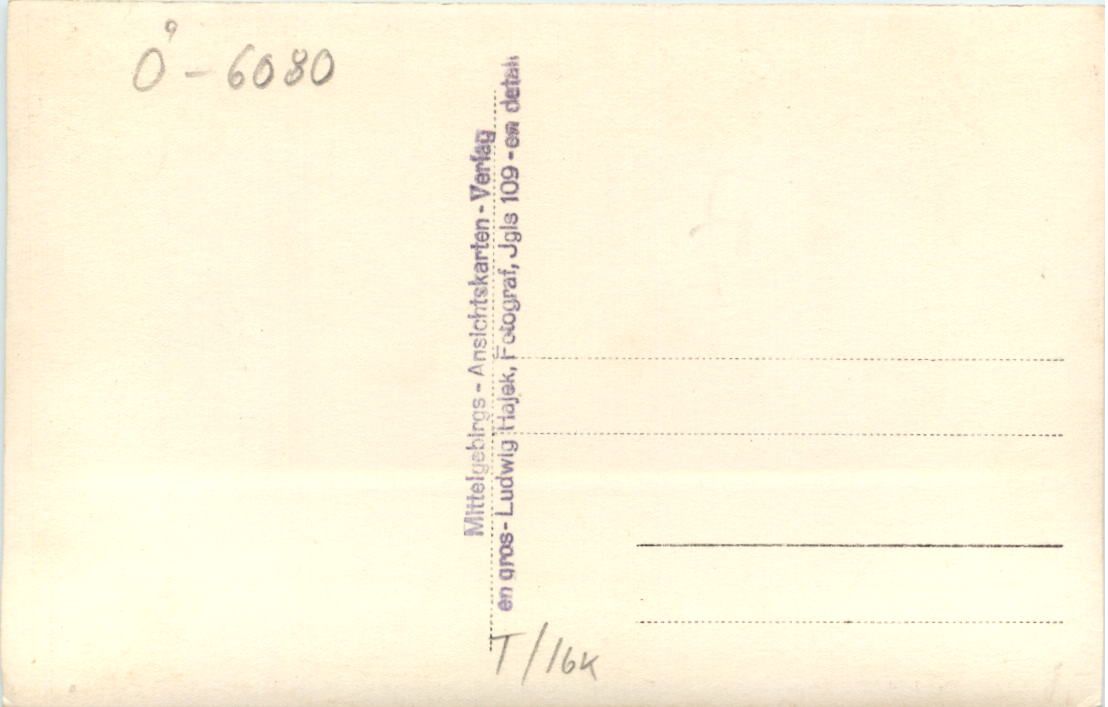 Ö - 6080
Mittelgebirgs - Ansichtskarten - Verlag
en gros - Ludwig Hajek, Fotograf, Jgls 109 - en detail
T/16K